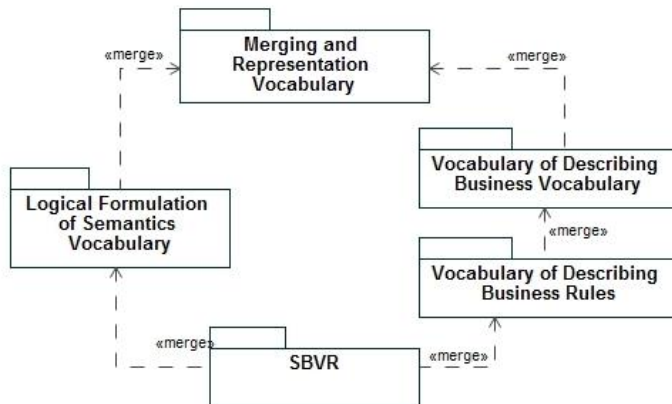 «merge»
Merging and
Representation
Vocabulary
«merge»
Logical Formulation
of Semantics
Vocabulary
Vocabulary of Describing
Business Vocabulary
«merge»
Vocabulary of Describing
Business Rules
«merge»
SBVR
«merge»